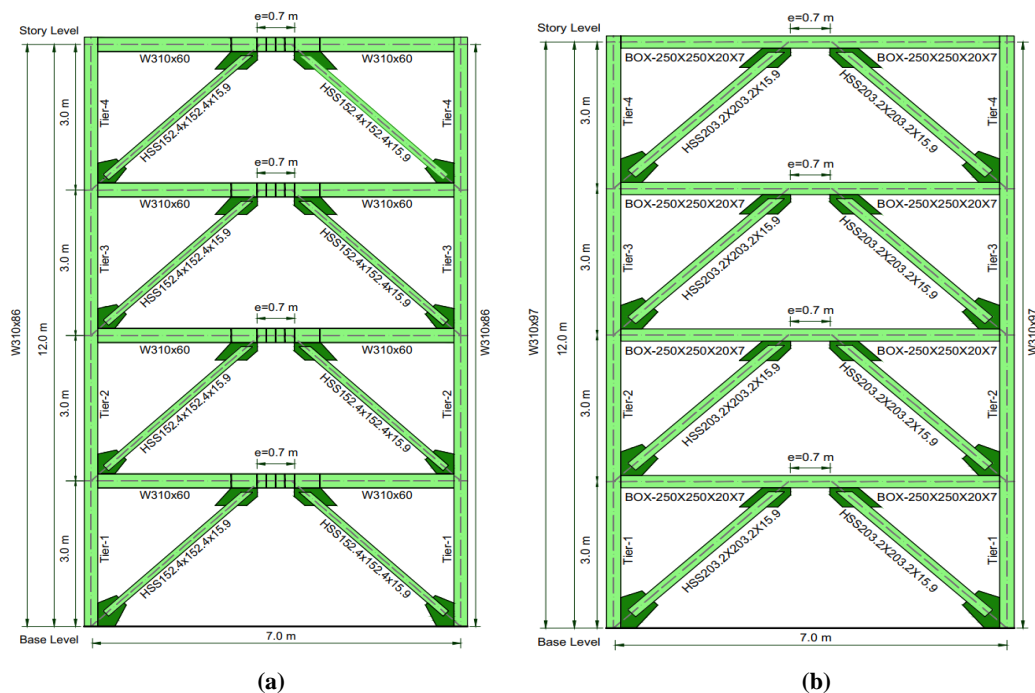 Story Level
e=0.7 m
W310x60
W310x60
HSS152.4x152.4x15.9
HSS152.4x152.4x15.9
Tier-4
Tier-4
3.0 m
e=0.7 m
W310x60
W310x60
HSS152.4x152.4x15.9
HSS152.4x152.4x15.9
Tier-3
Tier-3
3.0 m
W310x86
12.0 m
W310x86
e=0.7 m
W310x60
W310x60
HSS152.4x152.4x15.9
HSS152.4x152.4x15.9
Tier-2
Tier-2
3.0 m
e=0.7 m
W310x60
W310x60
HSS152.4x152.4x15.9
HSS152.4x152.4x15.9
Tier-1
Tier-1
3.0 m
Base Level
7.0 m
(a)
Story Level
e=0.7 m
BOX-250X250X20X7
BOX-250X250X20X7
HSS203.2X203.2X15.9
HSS203.2X203.2X15.9
Tier-4
Tier-4
3.0 m
e=0.7 m
BOX-250X250X20X7
BOX-250X250X20X7
HSS203.2X203.2X15.9
HSS203.2X203.2X15.9
Tier-3
Tier-3
3.0 m
W310x97
12.0 m
W310x97
e=0.7 m
BOX-250X250X20X7
BOX-250X250X20X7
HSS203.2X203.2X15.9
HSS203.2X203.2X15.9
Tier-2
Tier-2
3.0 m
e=0.7 m
BOX-250X250X20X7
BOX-250X250X20X7
HSS203.2X203.2X15.9
HSS203.2X203.2X15.9
Tier-1
Tier-1
3.0 m
Base Level
7.0 m
(b)